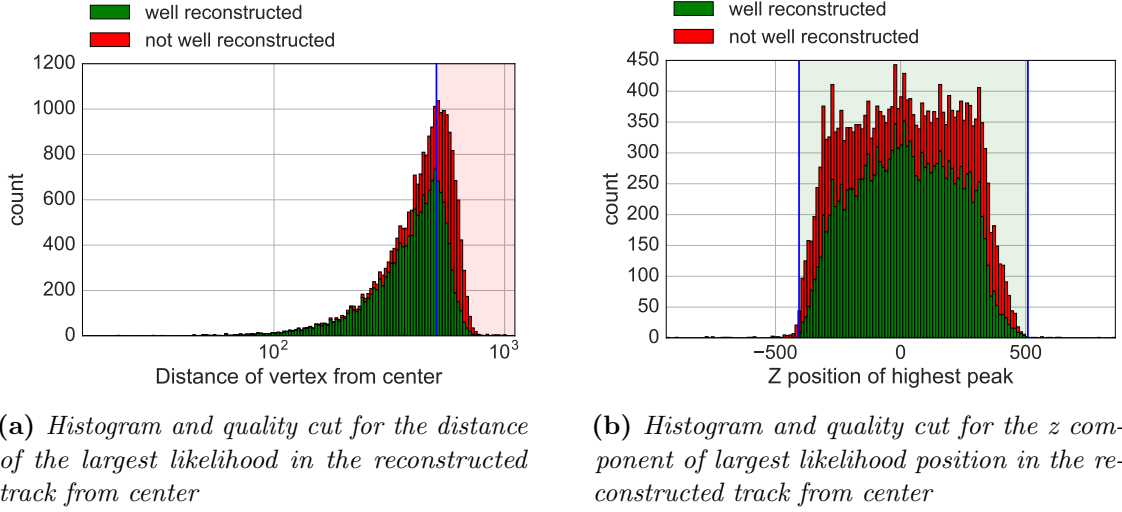 well reconstructed
not well reconstructed
1200
1000
800
600
400
200
0
count
10²
10³
Distance of vertex from center
(a) Histogram and quality cut for the distance
of the largest likelihood in the reconstructed
track from center
well reconstructed
not well reconstructed
450
400
350
300
250
200
150
100
50
0
count
−500
0
500
Z position of highest peak
(b) Histogram and quality cut for the z com-
ponent of largest likelihood position in the re-
constructed track from center